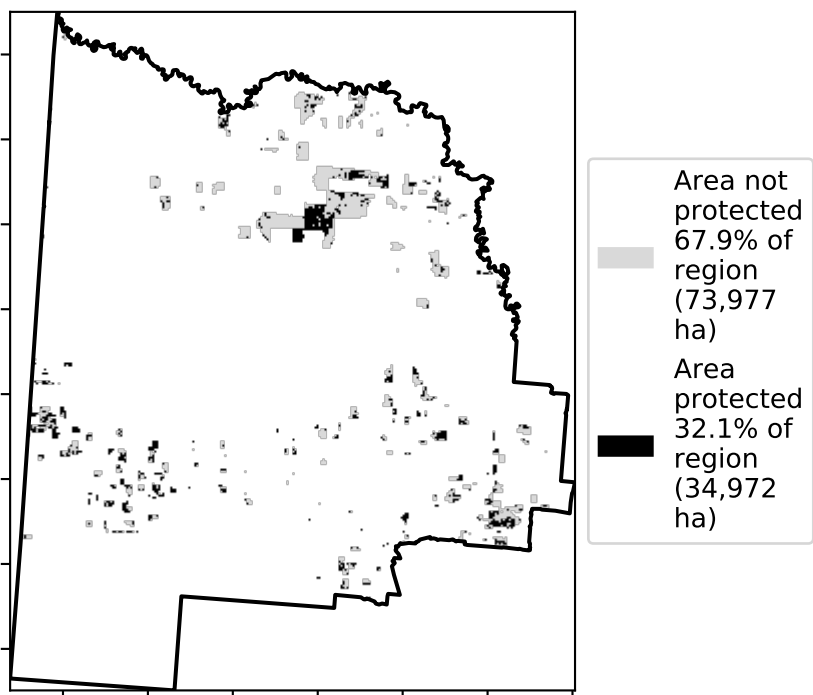 Area not
protected
67.9% of
region
(73,977
ha)
Area
protected
32.1% of
region
(34,972
ha)